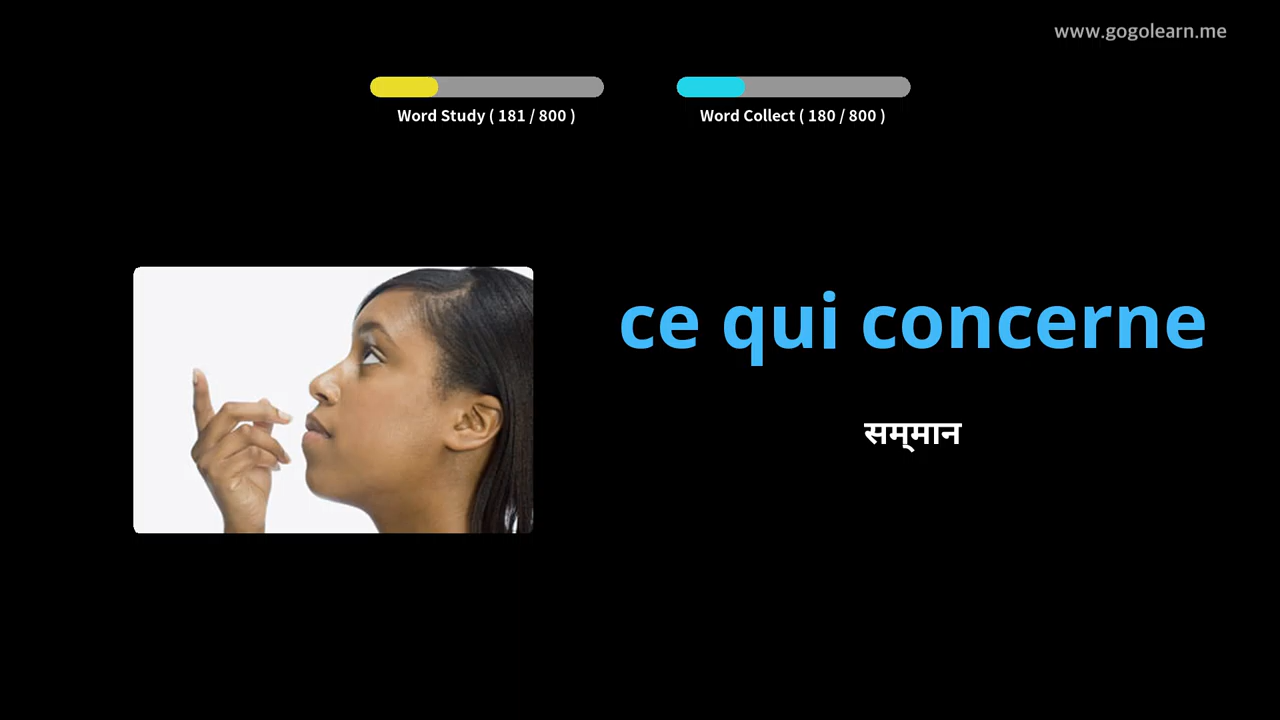 www.gogolearn.me
Word Study ( 181 / 800 )
Word Collect ( 180 / 800 )
ce qui concerne
सम्मान